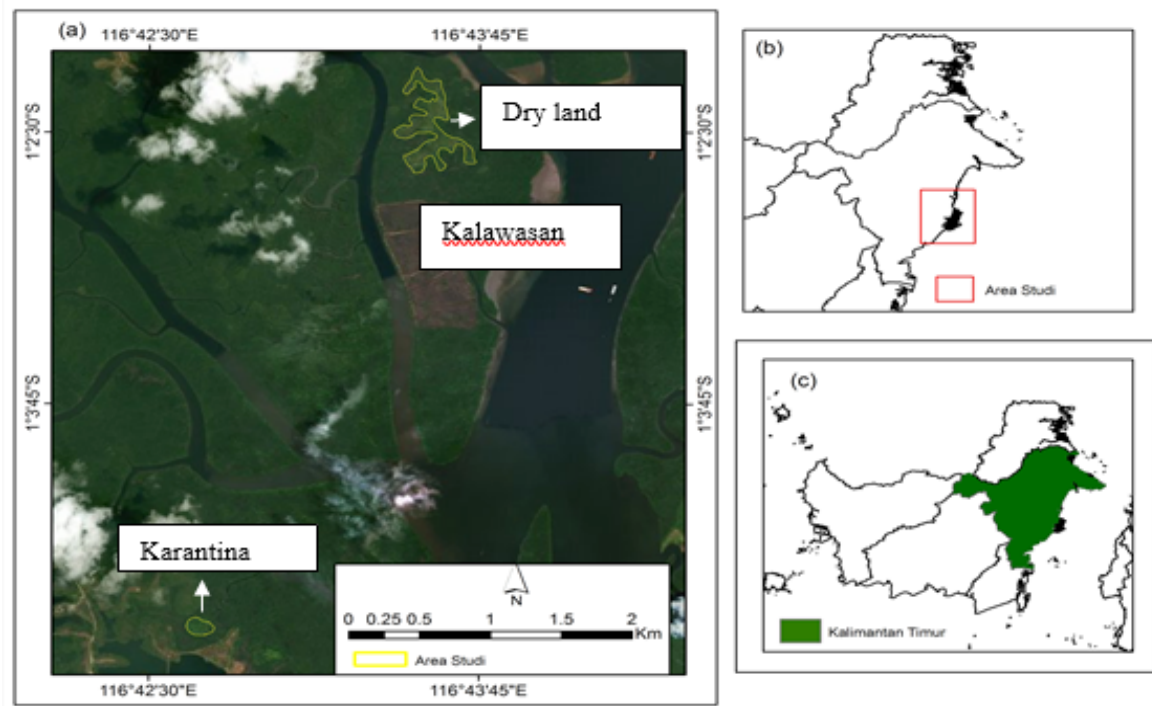 (a)
116°42'30"E
116°43'45"E
1°2'30"S
1°2'30"S
Dry land
Kalawasan
1°3'45"S
1°3'45"S
Karantina
N
0 0.25 0.5 1 1.5 2
Km
Area Studi
116°42'30"E
116°43'45"E
(b)
Area Studi
(c)
Kalimantan Timur